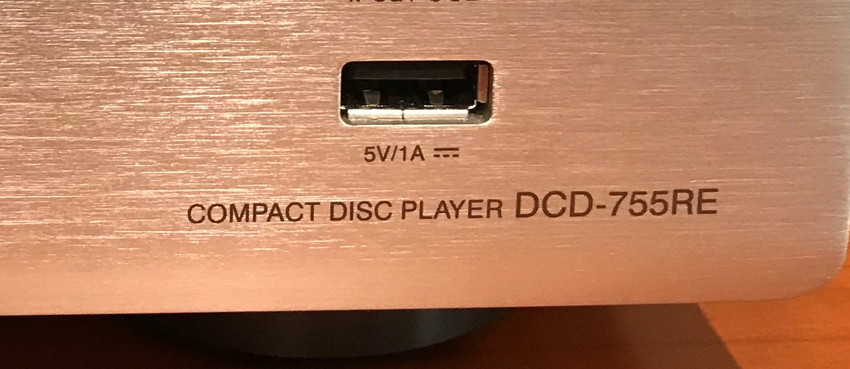 5V/1A ⎓
COMPACT DISC PLAYER DCD-755RE